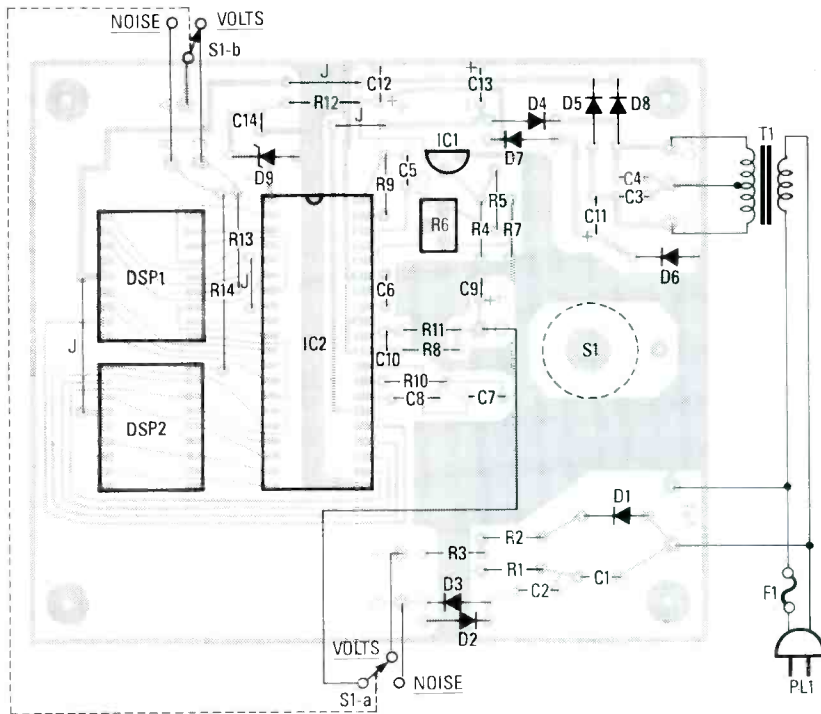 NOISE VOLTS
S1-b
J
C12
C13
R12
D4
D5
D8
T1
C14
J
IC1
D7
D9
C5
R9
R5
C4
C3
R6
R4
R7
C11
R13
D6
DSP1
J
R14
C6
C9
R11
S1
J
IC2
R8
C10
R10
C8
C7
DSP2
D1
R2
R3
R1
C1
C2
D3
F1
D2
VOLTS
NOISE
S1-a
PL1